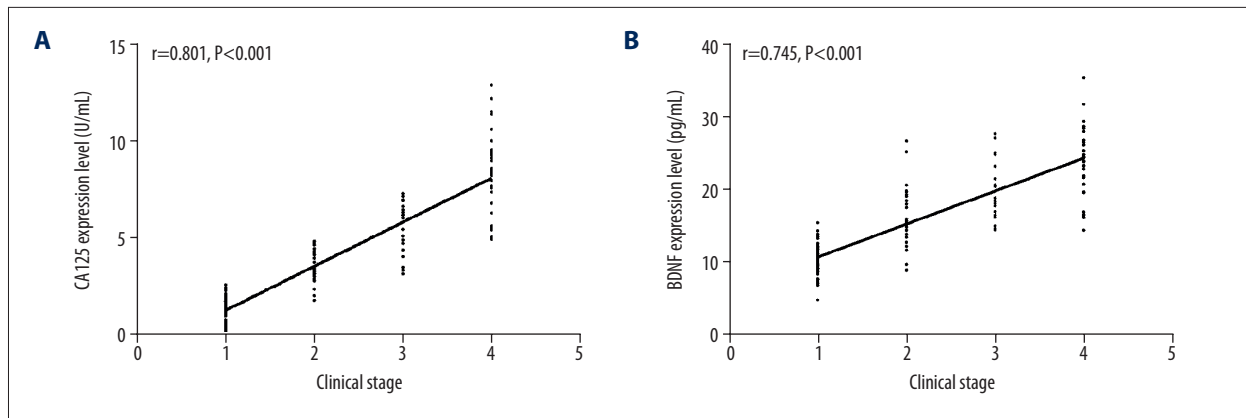 A
r=0.801, P<0.001
CA125 expression level (U/mL)
15
10
5
0
0 1 2 3 4 5
Clinical stage
B
r=0.745, P<0.001
BDNF expression level (pg/mL)
40
30
20
10
0
0 1 2 3 4 5
Clinical stage